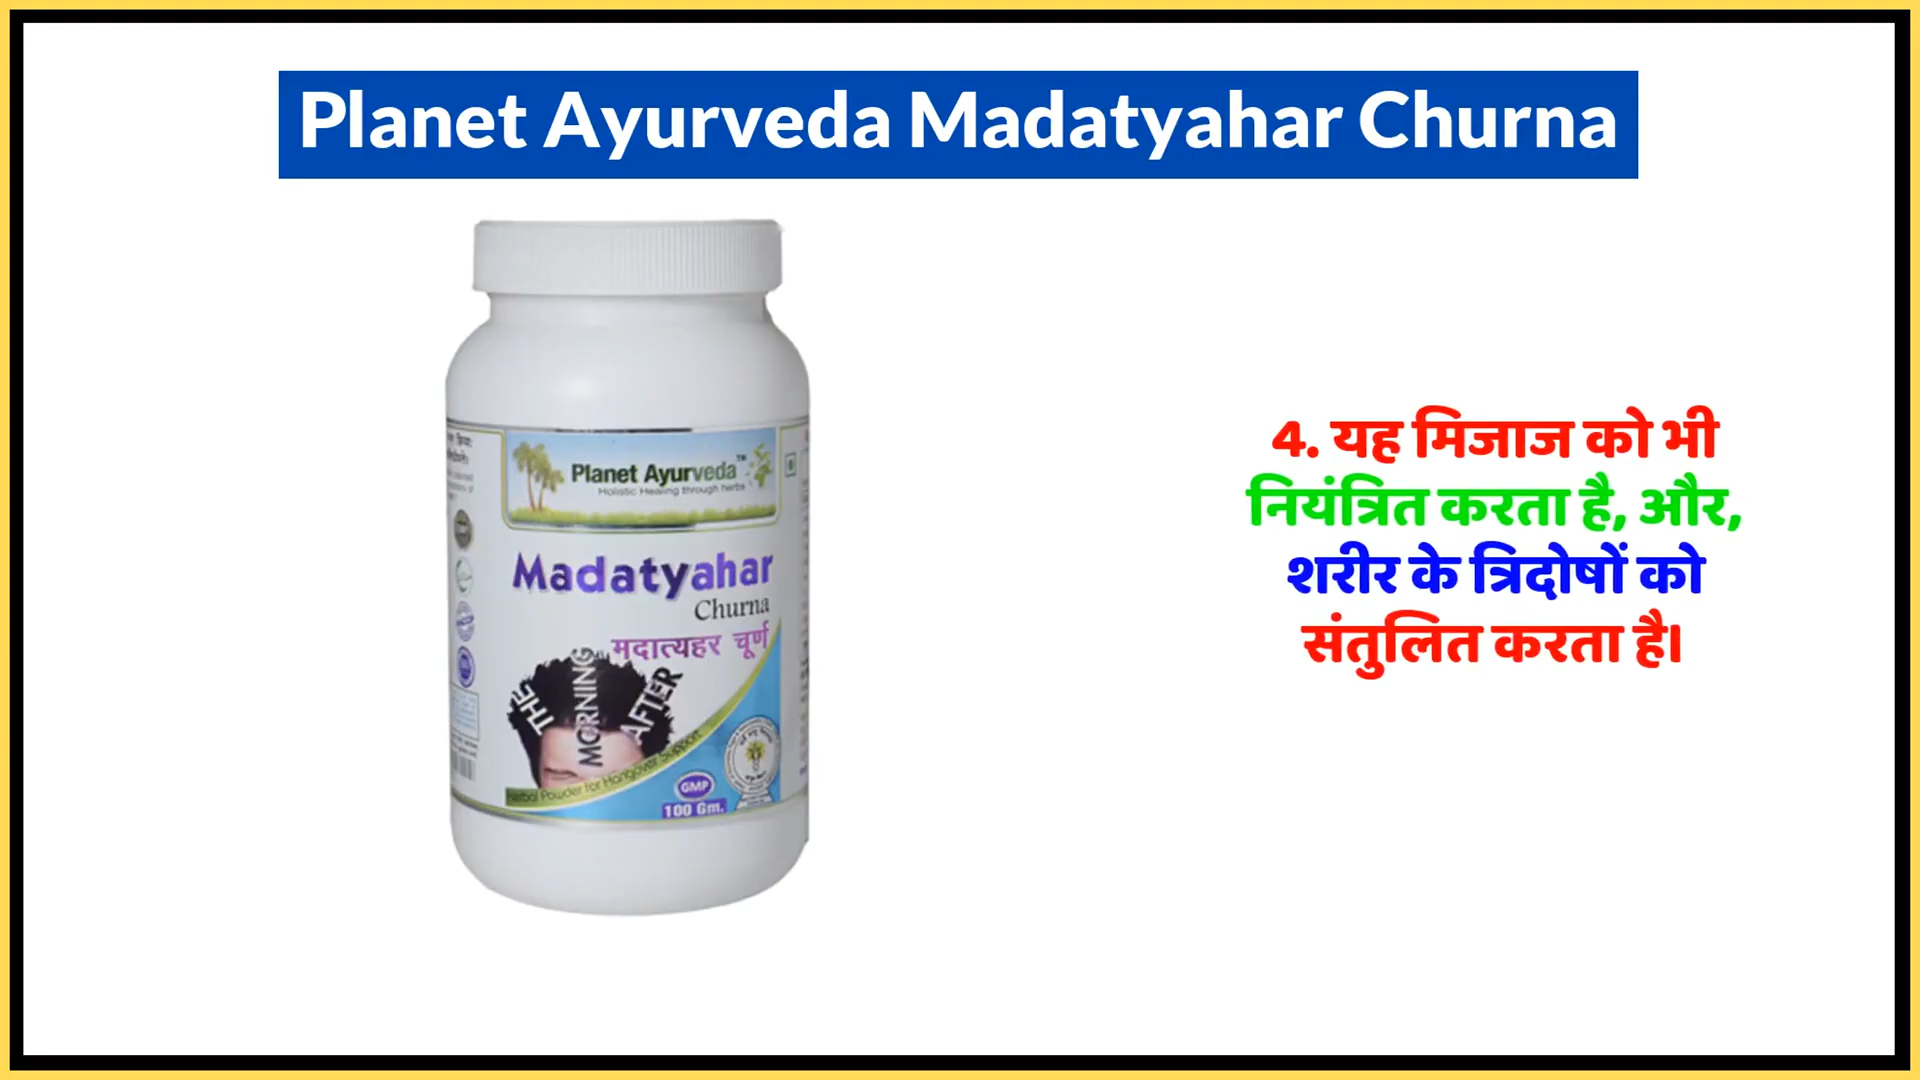 Planet Ayurveda Madatyahar Churna
Planet Ayurveda™
Holistic Healing through herbs
Madatyahar
Churna
मदात्यहर चूर्ण
THE
MORNING
AFTER
Herbal Powder for Hangover Support
GMP
100 Gm.
4. यह मिजाज को भी
नियंत्रित करता है, और,
शरीर के त्रिदोषों को
संतुलित करता है।